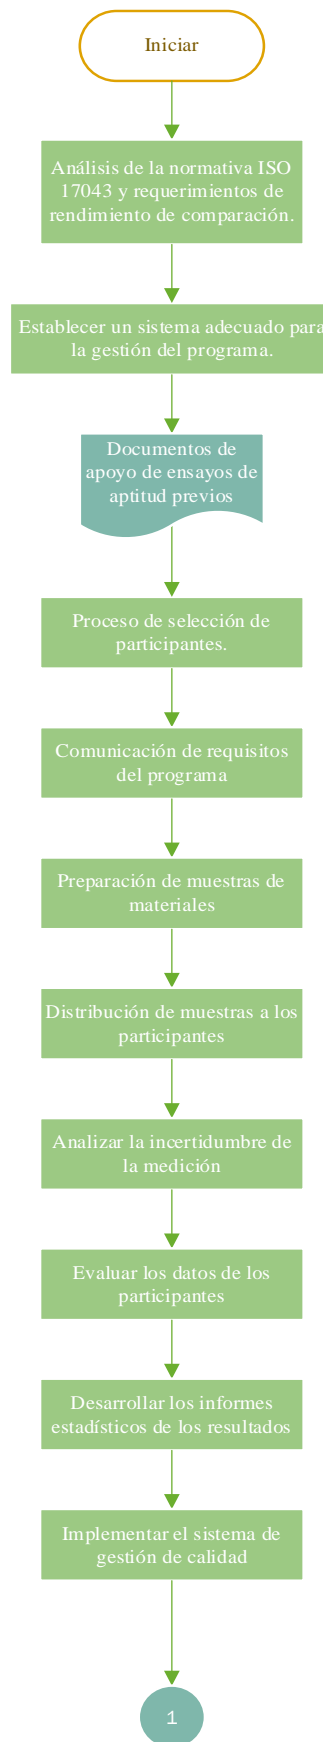 Iniciar
Análisis de la normativa ISO
17043 y requerimientos de
rendimiento de comparación.
Establecer un sistema adecuado para
la gestión del programa.
Documentos de
apoyo de ensayos de
aptitud previos
Proceso de selección de
participantes.
Comunicación de requisitos
del programa
Preparación de muestras de
materiales
Distribución de muestras a los
participantes
Analizar la incertidumbre de
la medición
Evaluar los datos de los
participantes
Desarrollar los informes
estadísticos de los resultados
Implementar el sistema de
gestión de calidad
1